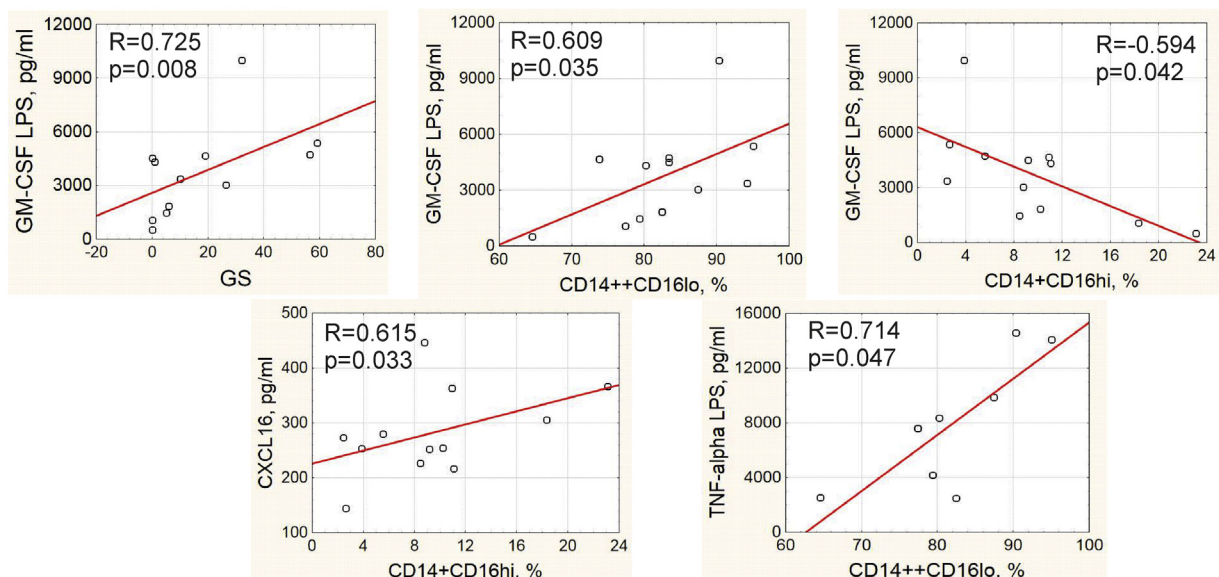 12000
9000
6000
3000
0
-20 0 20 40 60 80
GM-CSF LPS, pg/ml
GS
R=0.725
p=0.008
12000
9000
6000
3000
0
60 70 80 90 100
GM-CSF LPS, pg/ml
CD14++CD16lo, %
R=0.609
p=0.035
12000
9000
6000
3000
0
0 4 8 12 16 20 24
GM-CSF LPS, pg/ml
CD14+CD16hi, %
R=-0.594
p=0.042
500
400
300
200
100
0 4 8 12 16 20 24
CXCL16, pg/ml
CD14+CD16hi, %
R=0.615
p=0.033
16000
12000
8000
4000
0
60 70 80 90 100
TNF-alpha LPS, pg/ml
CD14++CD16lo, %
R=0.714
p=0.047